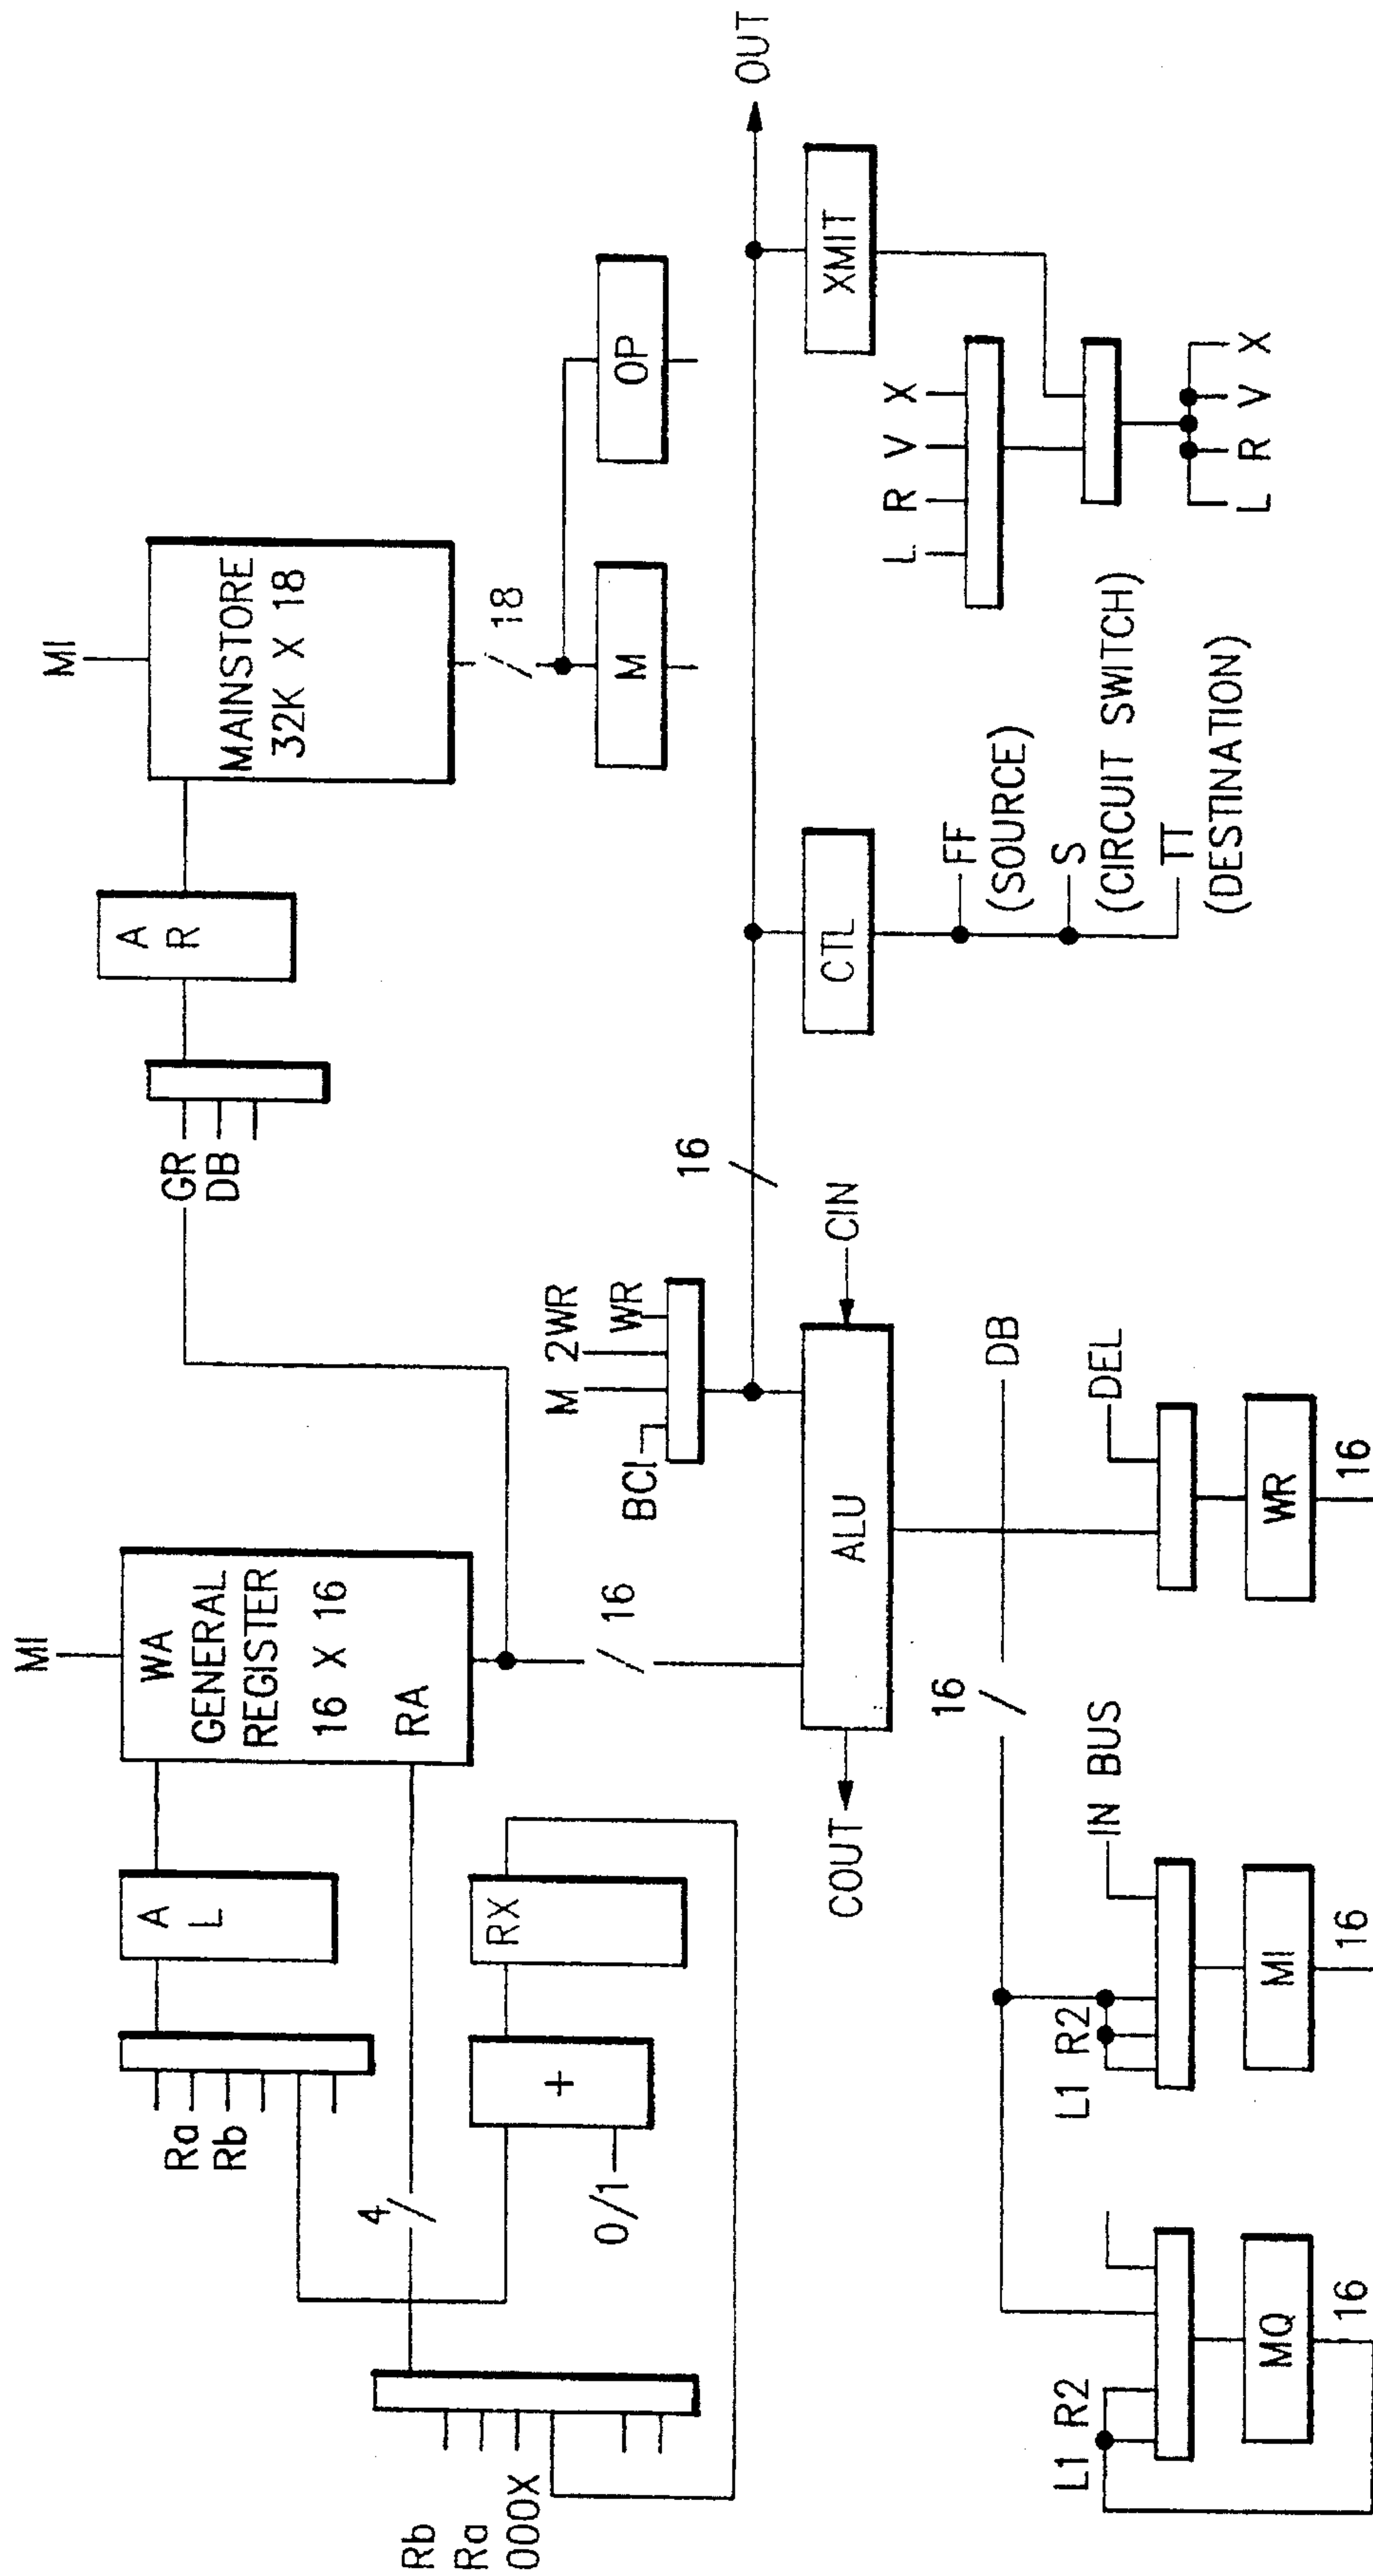 MI
MI
WA
GENERAL
REGISTER
16 X 16
RA
A
L
Ra
Rb
4
RX
+
0/1
Rb
Ra
000X
GR
DB
A
R
MAINSTORE
32K X 18
18
M
OP
16
BCI
M
2WR
WR
16
OUT
COUT
ALU
CIN
CTL
XMIT
FF
(SOURCE)
S
(CIRCUIT SWITCH)
TT
(DESTINATION)
L R V X
L R V X
16
DB
L1 R2
MQ
16
L1 R2
IN BUS
MI
16
DEL
WR
16